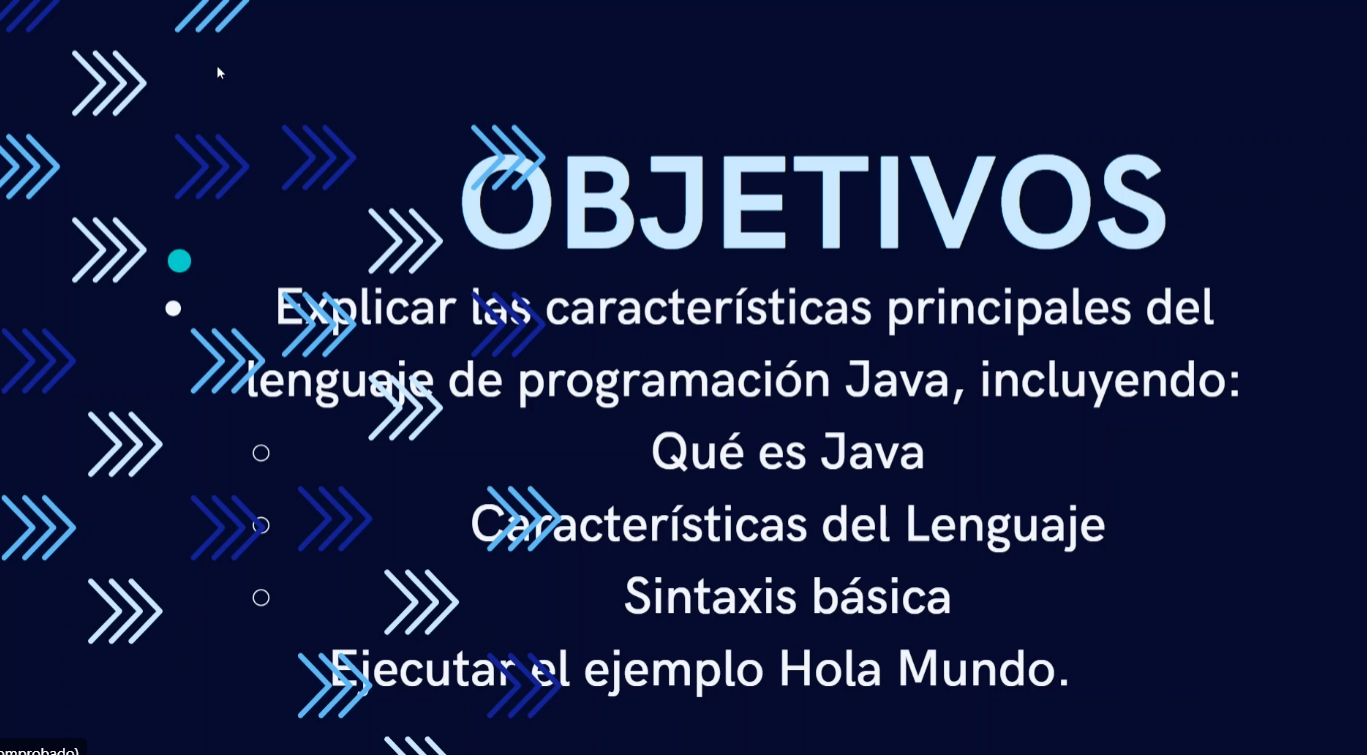 OBJETIVOS
Explicar las características principales del
lenguaje de programación Java, incluyendo:
Qué es Java
Características del Lenguaje
Sintaxis básica
Ejecutar el ejemplo Hola Mundo.